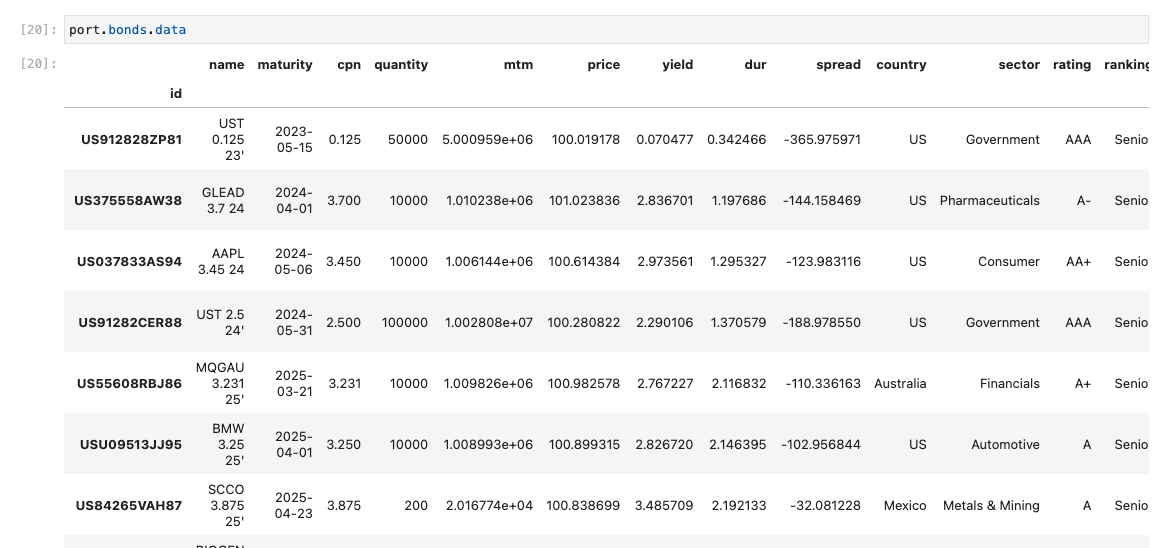 [20]: port.bonds.data
[20]: name maturity cpn quantity mtm price yield dur spread country sector rating ranking
id
US912828ZP81 UST 0.125 23' 2023-05-15 0.125 50000 5.000959e+06 100.019178 0.070477 0.342466 -365.975971 US Government AAA Senio
US375558AW38 GLEAD 3.7 24 2024-04-01 3.700 10000 1.010238e+06 101.023836 2.836701 1.197686 -144.158469 US Pharmaceuticals A- Senio
US037833AS94 AAPL 3.45 24 2024-05-06 3.450 10000 1.006144e+06 100.614384 2.973561 1.295327 -123.983116 US Consumer AA+ Senio
US91282CER88 UST 2.5 24' 2024-05-31 2.500 100000 1.002808e+07 100.280822 2.290106 1.370579 -188.978550 US Government AAA Senio
US55608RBJ86 MQGAU 3.231 25' 2025-03-21 3.231 10000 1.009826e+06 100.982578 2.767227 2.116832 -110.336163 Australia Financials A+ Senio
USU09513JJ95 BMW 3.25 25' 2025-04-01 3.250 10000 1.008993e+06 100.899315 2.826720 2.146395 -102.956844 US Automotive A Senio
US84265VAH87 SCCO 3.875 25' 2025-04-23 3.875 200 2.016774e+04 100.838699 3.485709 2.192133 -32.081228 Mexico Metals & Mining A Senio